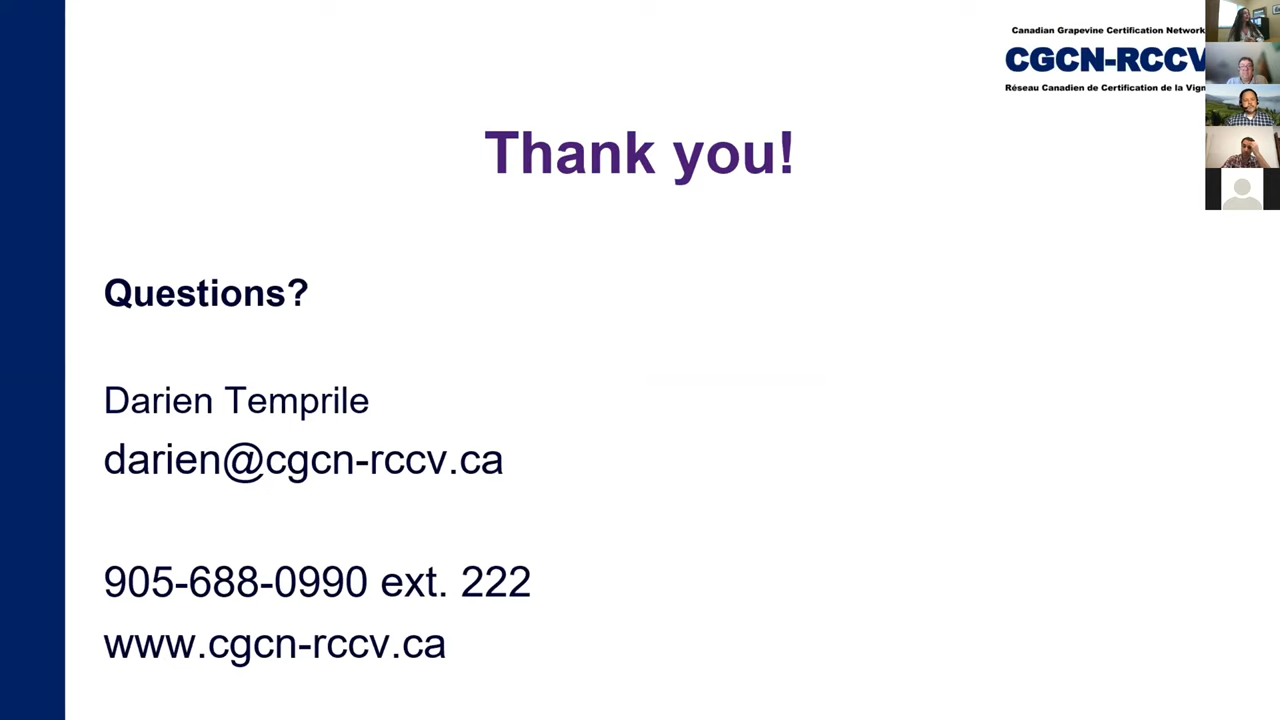 Canadian Grapevine Certification Network
CGCN-RCCV
Réseau Canadien de Certification de la Vign
Thank you!
Questions?
Darien Temprile
darien@cgcn-rccv.ca
905-688-0990 ext. 222
www.cgcn-rccv.ca